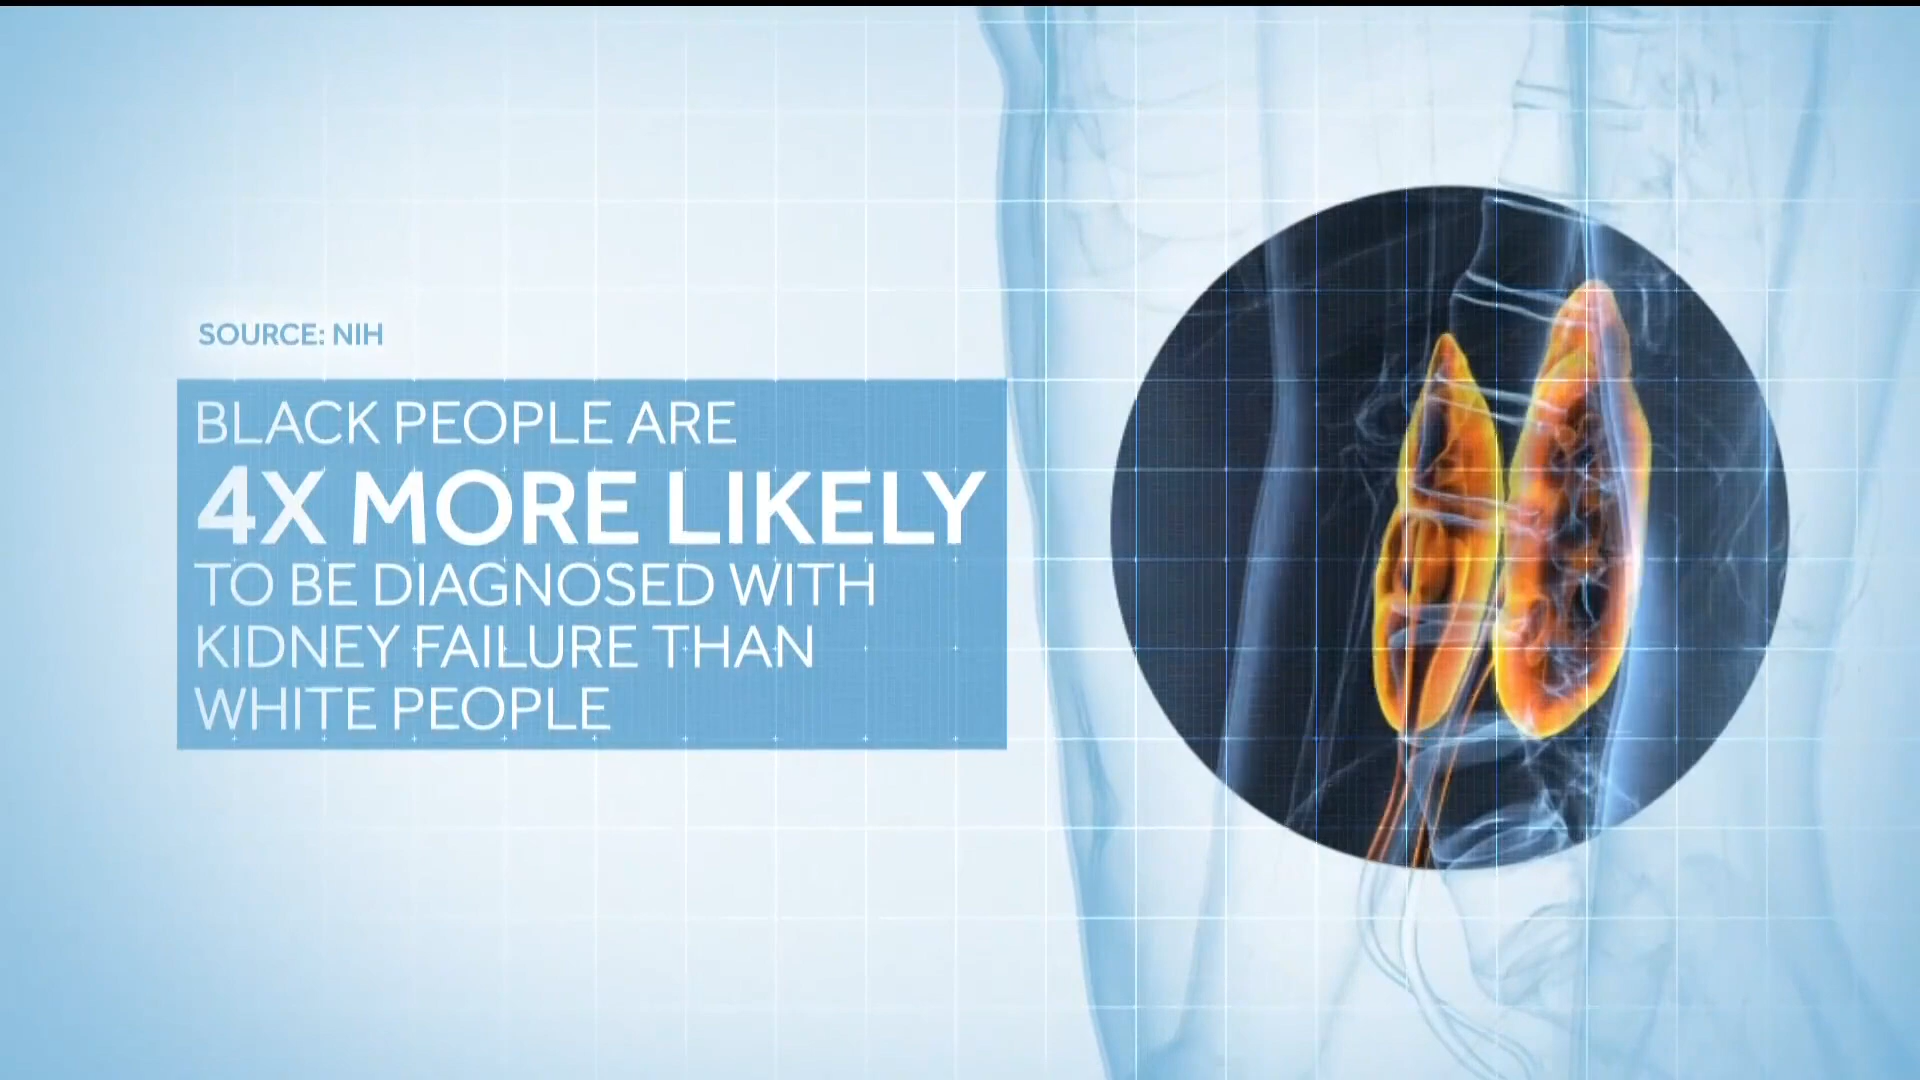 SOURCE: NIH
BLACK PEOPLE ARE
4X MORE LIKELY
TO BE DIAGNOSED WITH
KIDNEY FAILURE THAN
WHITE PEOPLE